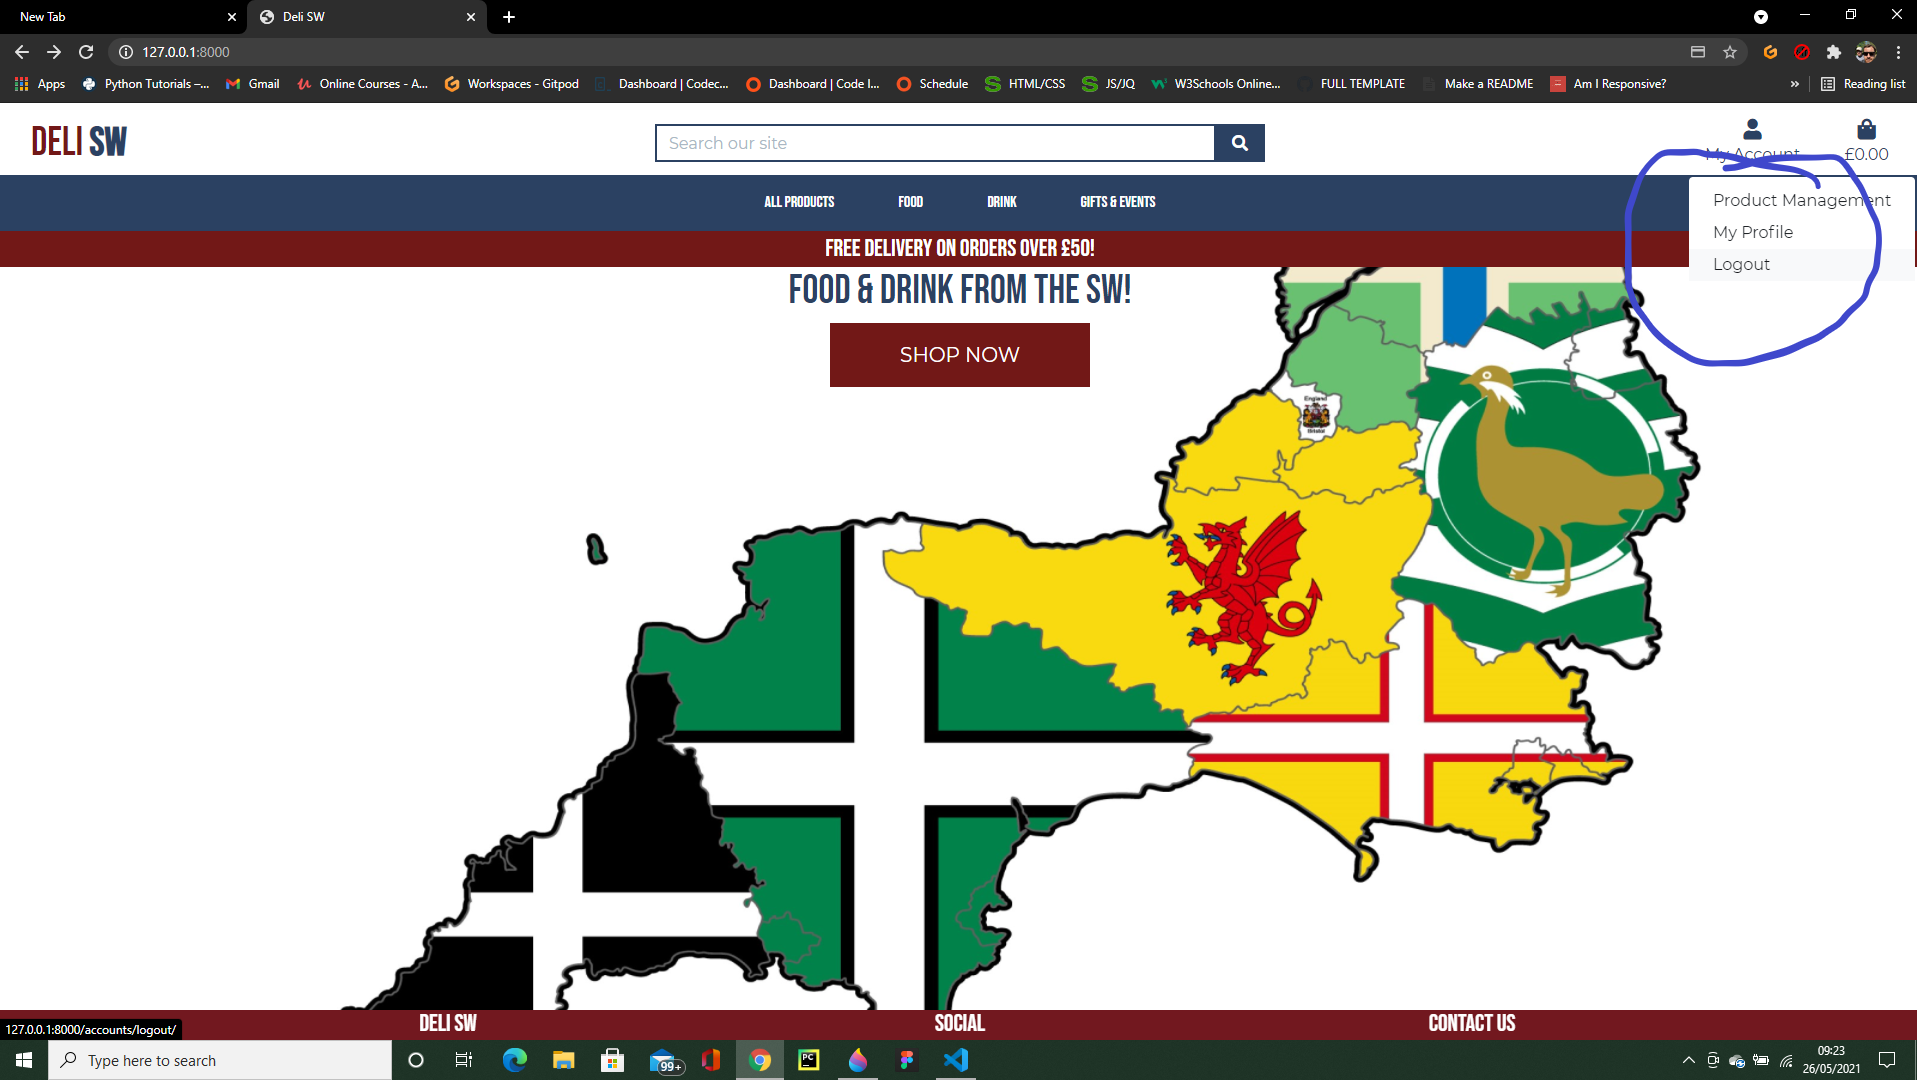 New Tab
Deli SW
127.0.0.1:8000
Apps Python Tutorials –... Gmail Online Courses - A... Workspaces - Gitpod Dashboard | Codec... Dashboard | Code I... Schedule HTML/CSS JS/JQ W3Schools Online... FULL TEMPLATE Make a README Am I Responsive? » Reading list
DELI SW
Search our site
My Account
£0.00
ALL PRODUCTS FOOD DRINK GIFTS & EVENTS
Product Management
My Profile
Logout
FREE DELIVERY ON ORDERS OVER £50!
FOOD & DRINK FROM THE SW!
SHOP NOW
England
Bristol
DELI SW SOCIAL CONTACT US
127.0.0.1:8000/accounts/logout/
Type here to search
99+
PC
09:23
26/05/2021